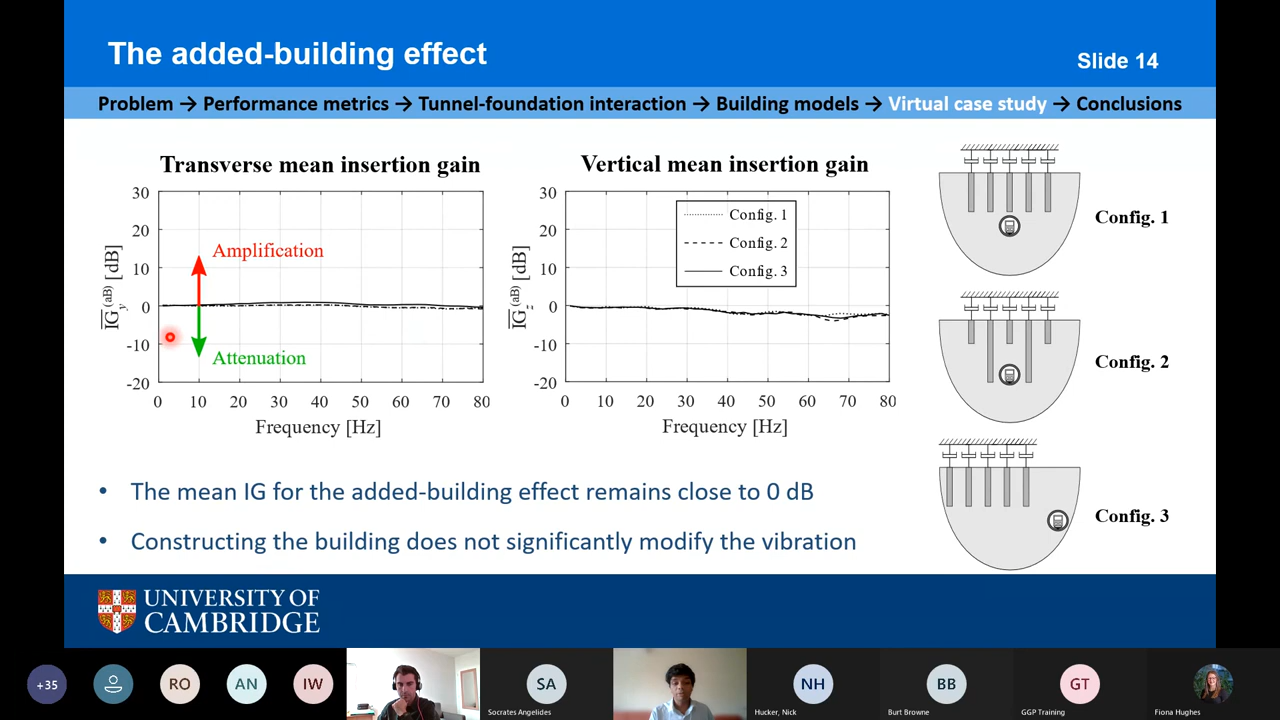 The added-building effect
Slide 14
Problem → Performance metrics → Tunnel-foundation interaction → Building models → Virtual case study → Conclusions
Transverse mean insertion gain
30
20
10
0
-10
-20
IG y (aB) [dB]
Amplification
Attenuation
0 10 20 30 40 50 60 70 80
Frequency [Hz]
Vertical mean insertion gain
30
20
10
0
-10
-20
IG z (aB) [dB]
Config. 1
Config. 2
Config. 3
0 10 20 30 40 50 60 70 80
Frequency [Hz]
Config. 1
Config. 2
Config. 3
• The mean IG for the added-building effect remains close to 0 dB
• Constructing the building does not significantly modify the vibration
UNIVERSITY OF
CAMBRIDGE
+35
RO
AN
IW
SA
Socrates Angelides
NH
Hucker, Nick
BB
Burt Browne
GT
GGP Training
Fiona Hughes